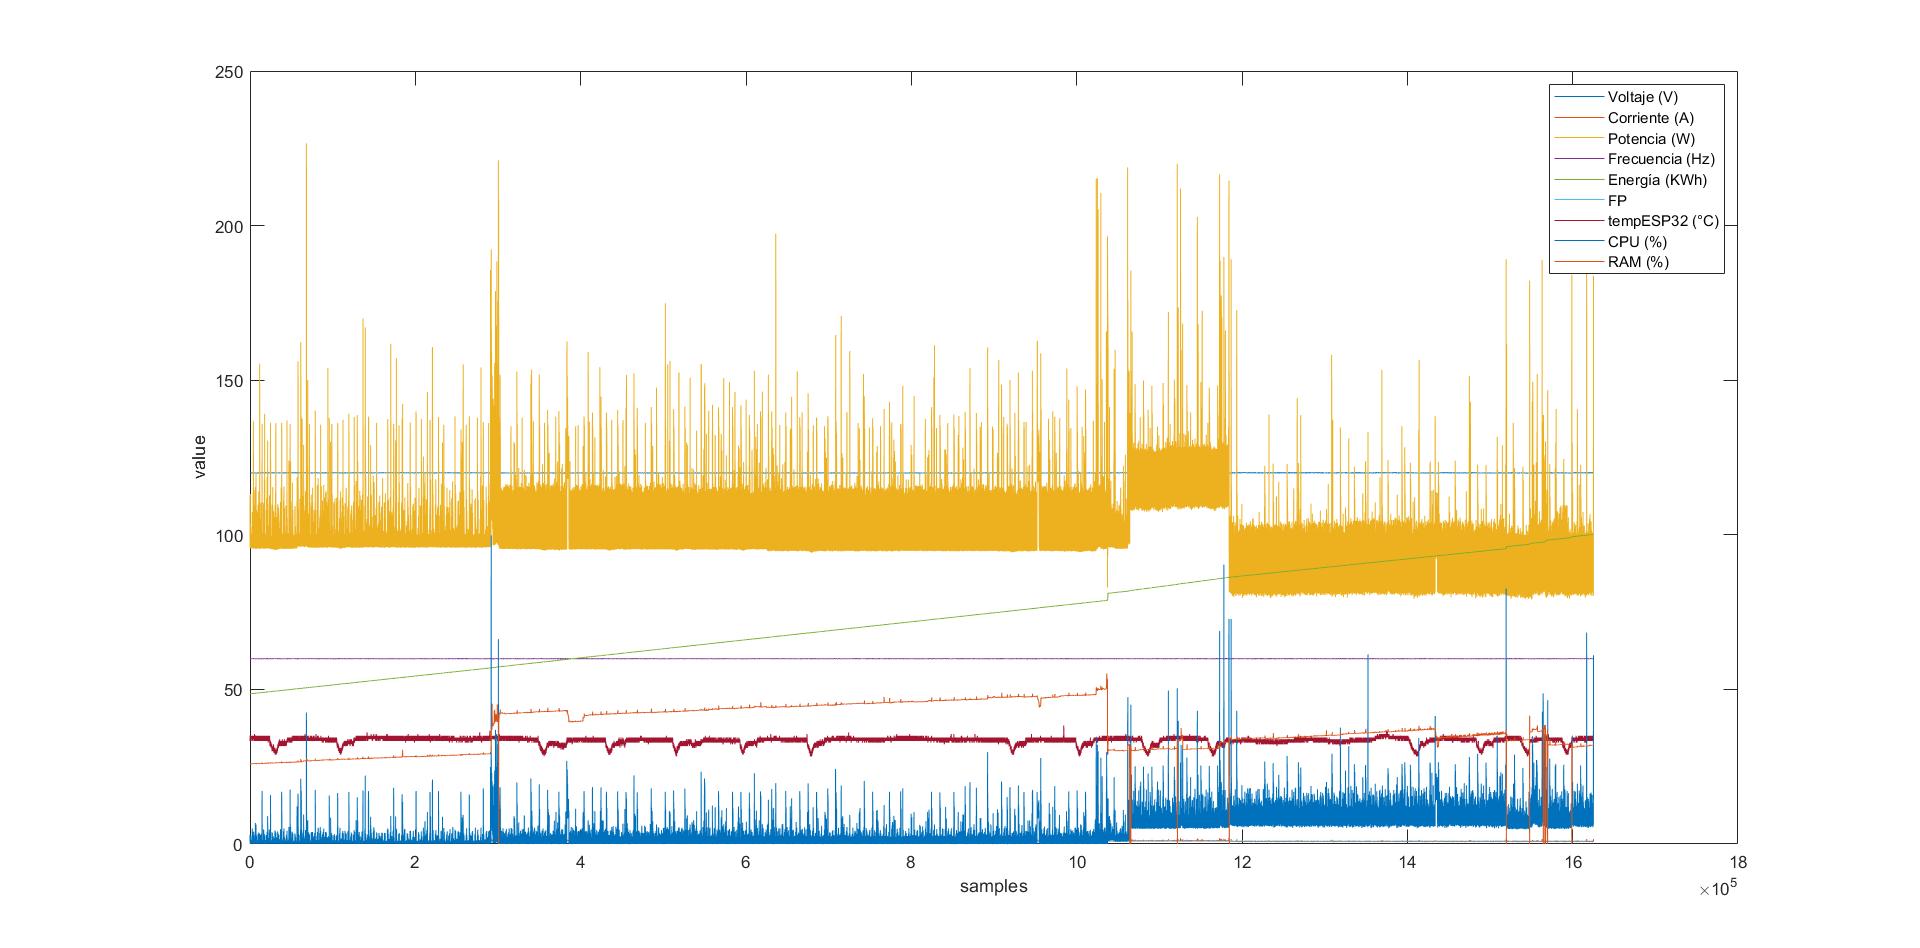 250
200
150
100
50
0
value
0 2 4 6 8 10 12 14 16 18
samples
×10^5
Voltaje (V)
Corriente (A)
Potencia (W)
Frecuencia (Hz)
Energía (KWh)
FP
tempESP32 (°C)
CPU (%)
RAM (%)